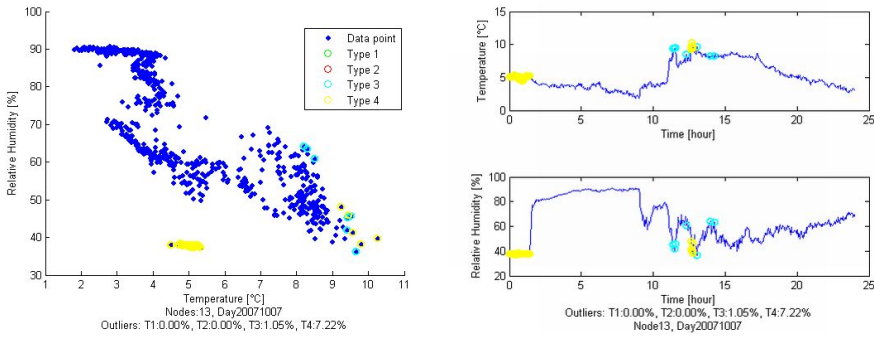 100
90
80
70
60
50
40
30
Relative Humidity [%]
1 2 3 4 5 6 7 8 9 10 11
Temperature [°C]
Nodes:13, Day20071007
Outliers: T1:0.00%, T2:0.00%, T3:1.05%, T4:7.22%
Data point
Type 1
Type 2
Type 3
Type 4
15
10
5
0
Temperature [°C]
0 5 10 15 20 25
Time [hour]
100
80
60
40
20
Relative Humidity [%]
0 5 10 15 20 25
Time [hour]
Outliers: T1:0.00%, T2:0.00%, T3:1.05%, T4:7.22%
Node13, Day20071007